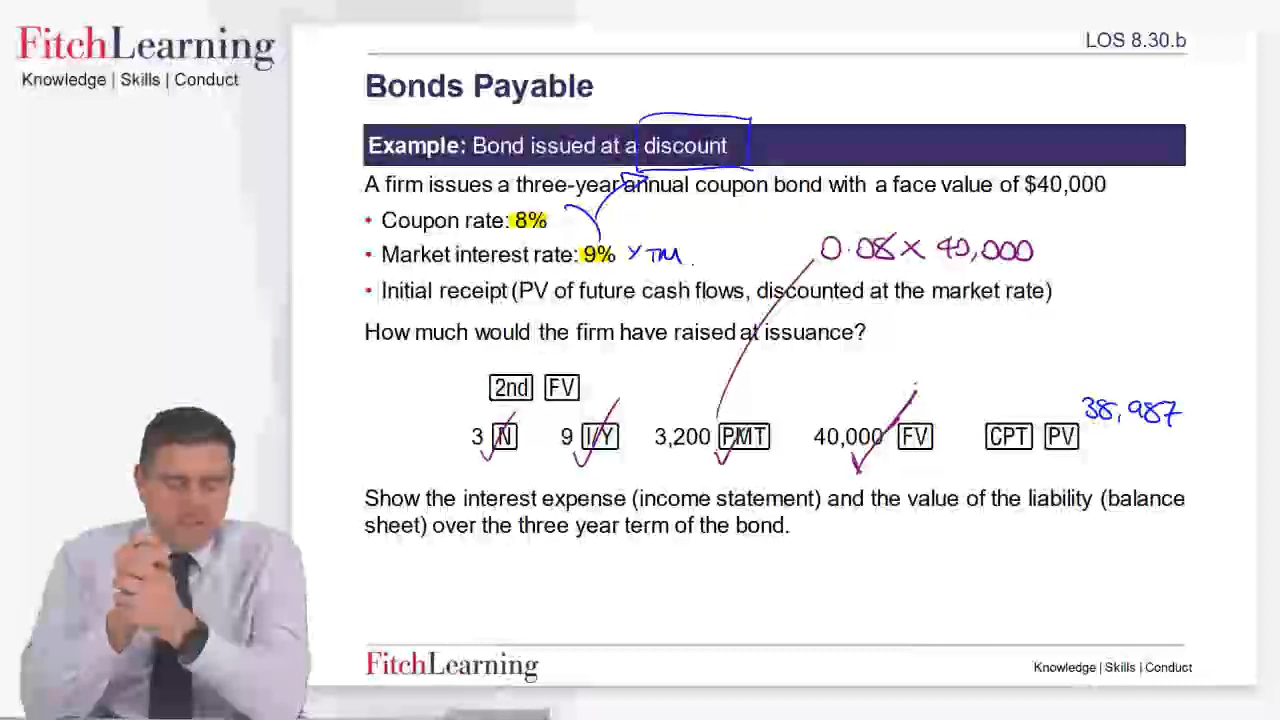 FitchLearning
Knowledge | Skills | Conduct
LOS 8.30.b
Bonds Payable
Example: Bond issued at a discount
A firm issues a three-year annual coupon bond with a face value of $40,000
• Coupon rate: 8%
• Market interest rate: 9% YTM
0.08 x 40,000
• Initial receipt (PV of future cash flows, discounted at the market rate)
How much would the firm have raised at issuance?
2nd FV
38,987
3 N 9 I/Y 3,200 PMT 40,000 FV CPT PV
Show the interest expense (income statement) and the value of the liability (balance
sheet) over the three year term of the bond.
FitchLearning
Knowledge | Skills | Conduct